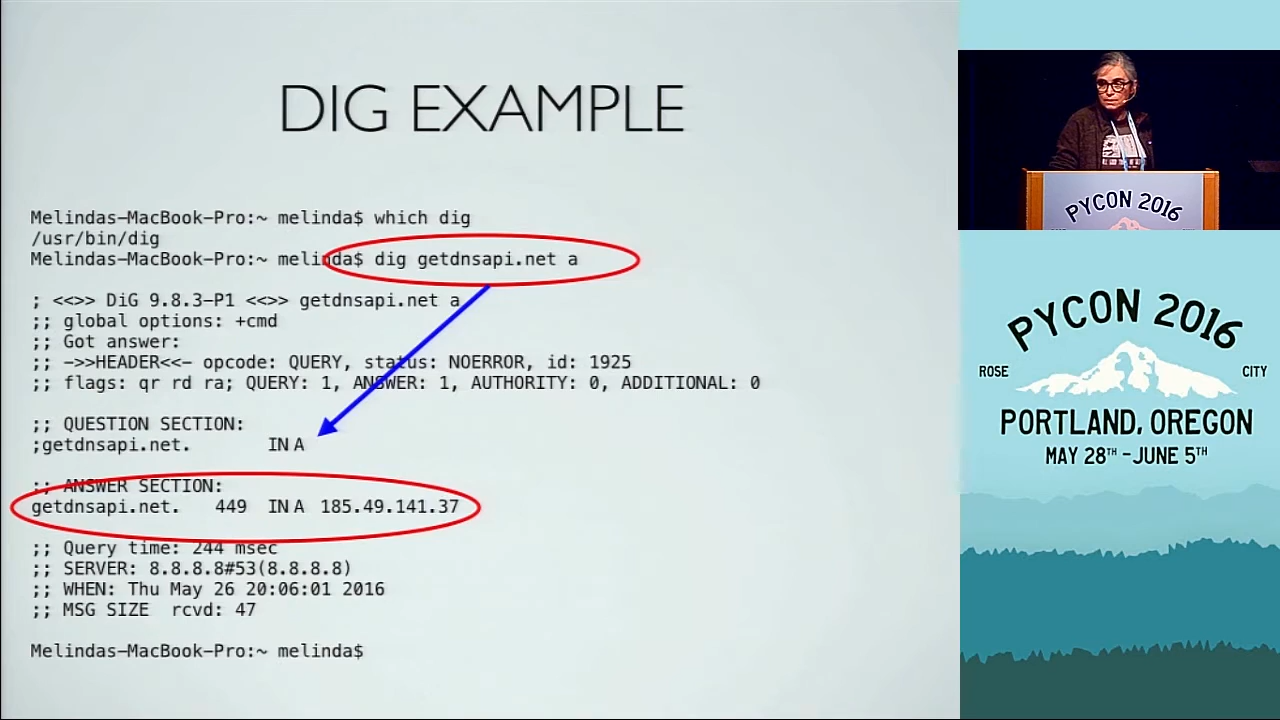 DIG EXAMPLE
Melindas-MacBook-Pro:~ melinda$ which dig
/usr/bin/dig
Melindas-MacBook-Pro:~ melinda$ dig getdnsapi.net a
; <<>> DiG 9.8.3-P1 <<>> getdnsapi.net a
;; global options: +cmd
;; Got answer:
;; ->>HEADER<<- opcode: QUERY, status: NOERROR, id: 1925
;; flags: qr rd ra; QUERY: 1, ANSWER: 1, AUTHORITY: 0, ADDITIONAL: 0
;; QUESTION SECTION:
;getdnsapi.net. IN A
;; ANSWER SECTION:
getdnsapi.net. 449 IN A 185.49.141.37
;; Query time: 244 msec
;; SERVER: 8.8.8.8#53(8.8.8.8)
;; WHEN: Thu May 26 20:06:01 2016
;; MSG SIZE rcvd: 47
Melindas-MacBook-Pro:~ melinda$
PYCON 2016
PYCON 2016
ROSE CITY
PORTLAND, OREGON
MAY 28TH - JUNE 5TH